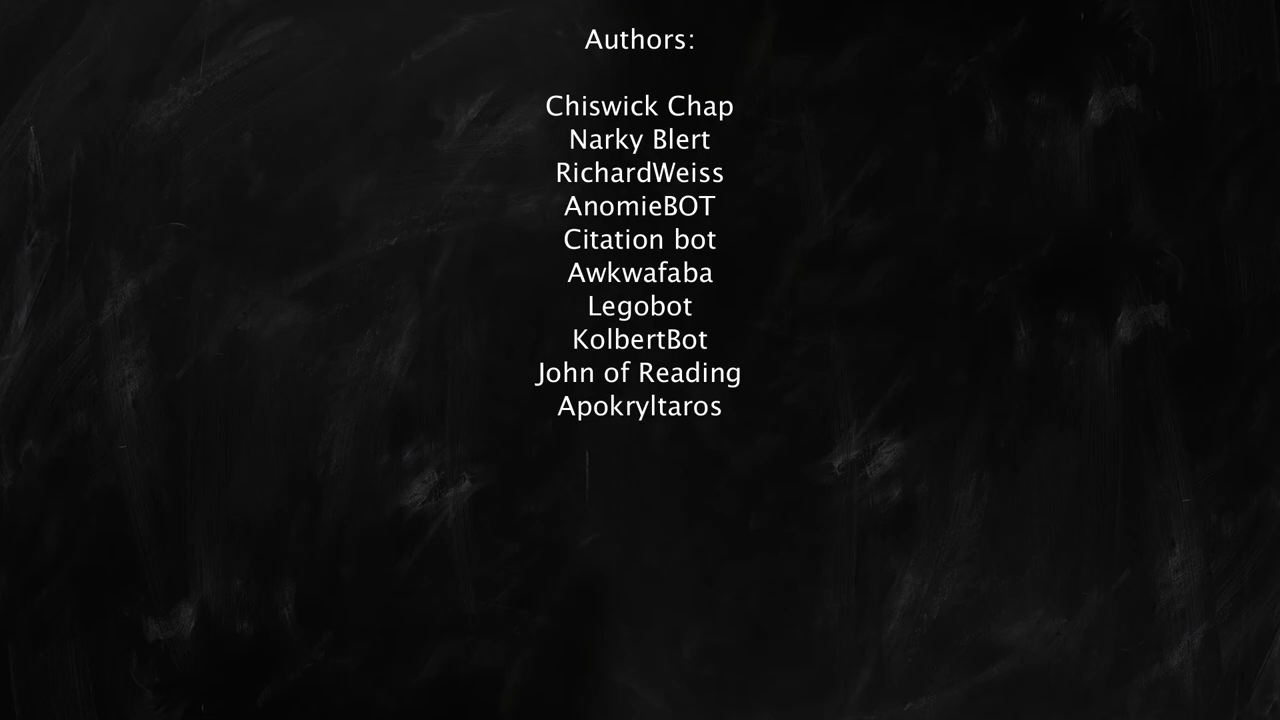 Authors:
Chiswick Chap
Narky Blert
RichardWeiss
AnomieBOT
Citation bot
Awkwafaba
Legobot
KolbertBot
John of Reading
Apokryltaros